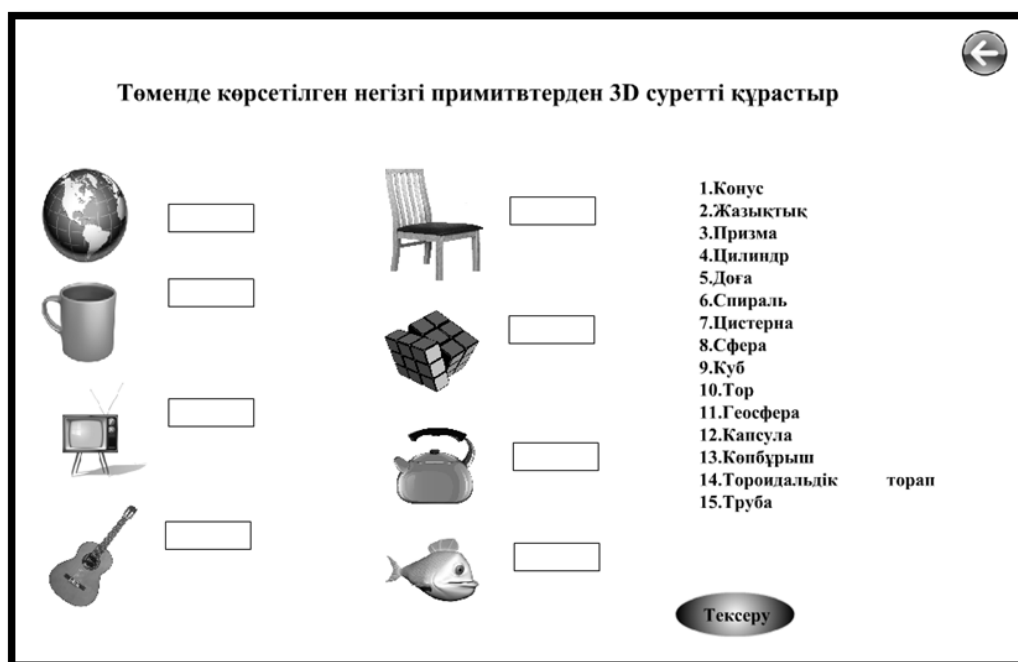 Төменде көрсетілген негізгі примитвтерден 3D суретті құрастыр
1.Конус
2.Жазықтық
3.Призма
4.Цилиндр
5.Доға
6.Спираль
7.Цистерна
8.Сфера
9.Куб
10.Тор
11.Геосфера
12.Капсула
13.Көпбұрыш
14.Тороидальдік торап
15.Труба
Тексеру